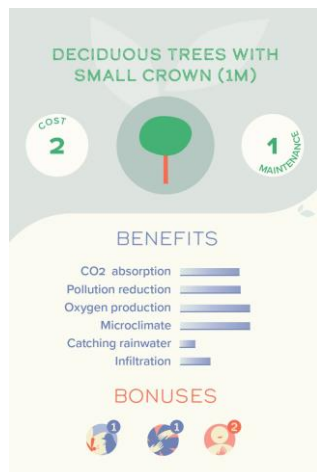 DECIDUOUS TREES WITH
SMALL CROWN (1M)
COST
2
1
MAINTENANCE
BENEFITS
CO2 absorption
Pollution reduction
Oxygen production
Microclimate
Catching rainwater
Infiltration
BONUSES
1
1
2